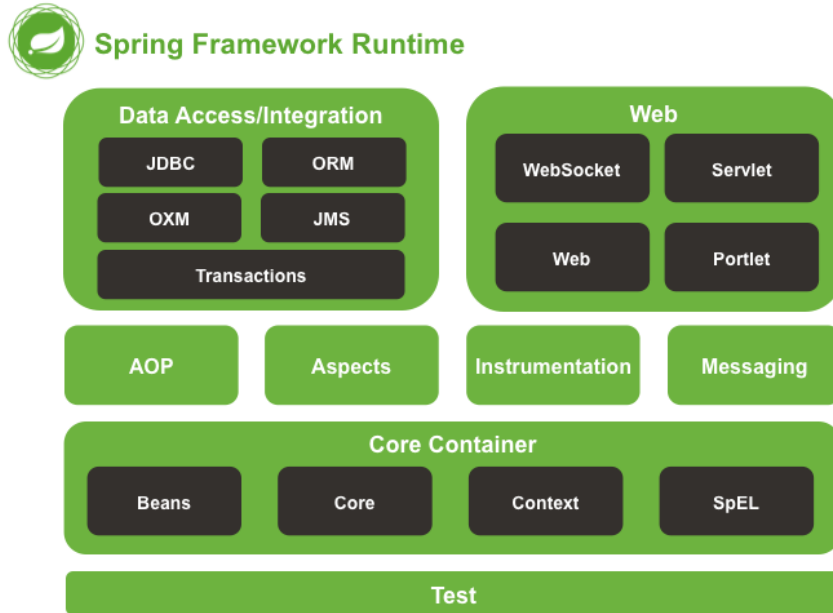 Spring Framework Runtime
Data Access/Integration
JDBC ORM
OXM JMS
Transactions
Web
WebSocket Servlet
Web Portlet
AOP Aspects Instrumentation Messaging
Core Container
Beans Core Context SpEL
Test